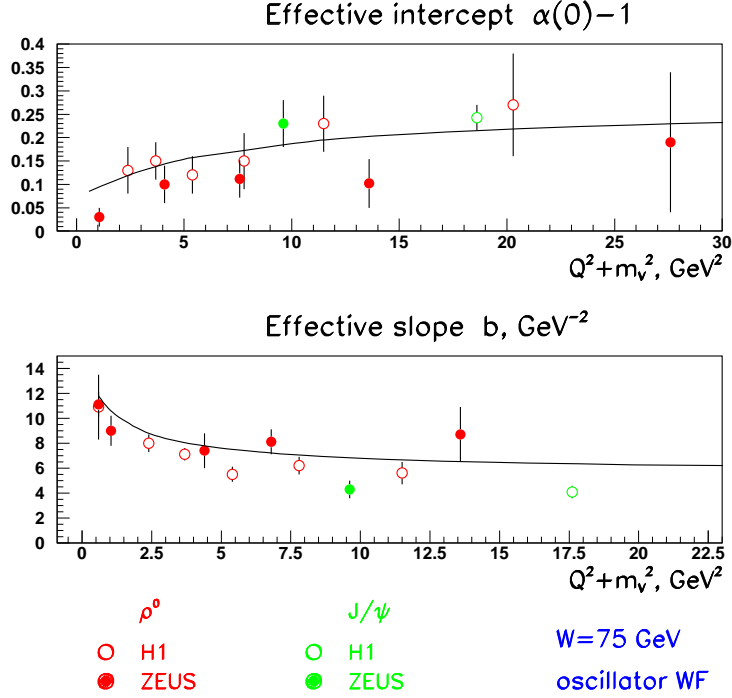 Effective intercept α(0)−1
0.4
0.35
0.3
0.25
0.2
0.15
0.1
0.05
0
0 5 10 15 20 25 30
Q²+mᵥ², GeV²
Effective slope b, GeV⁻²
14
12
10
8
6
4
2
0
0 2.5 5 7.5 10 12.5 15 17.5 20 22.5
Q²+mᵥ², GeV²
ρ⁰ J/ψ
H1 H1 W=75 GeV
ZEUS ZEUS oscillator WF